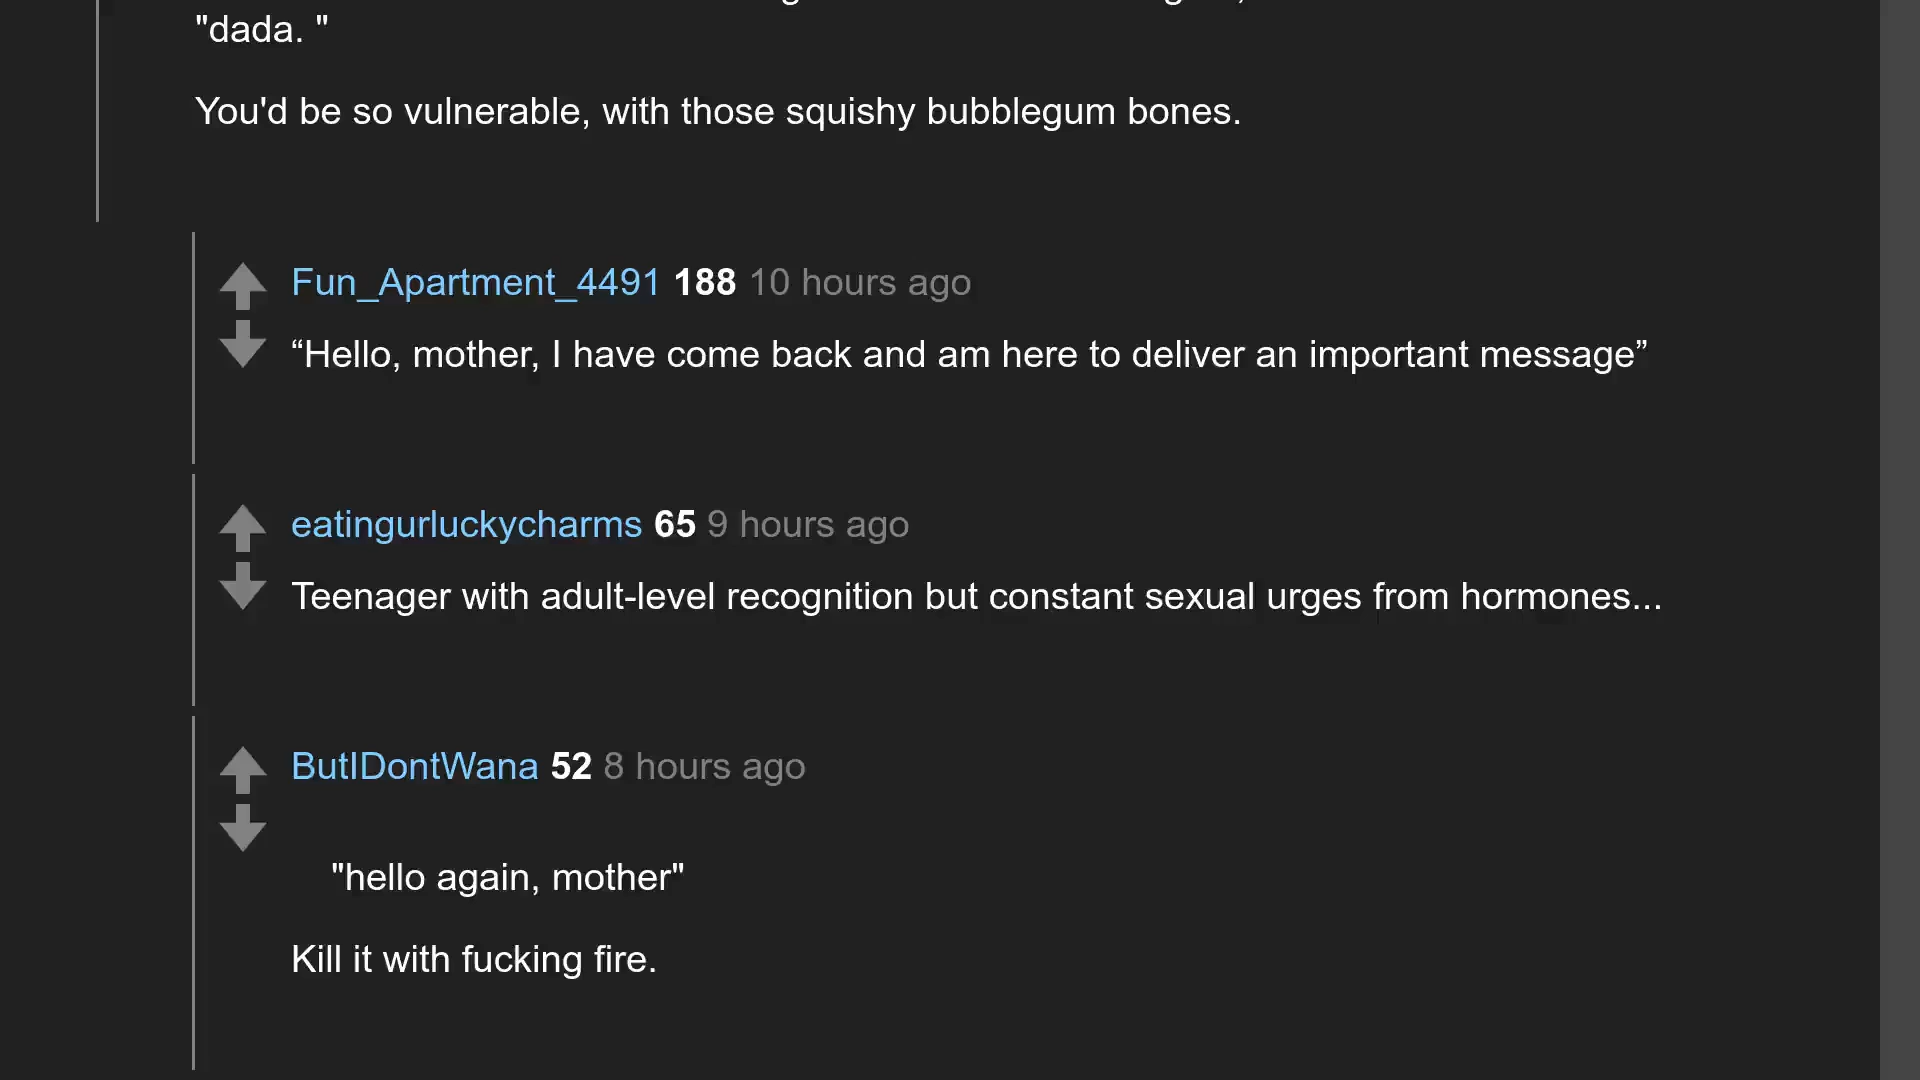 "dada. "
You'd be so vulnerable, with those squishy bubblegum bones.
Fun_Apartment_4491 188 10 hours ago
“Hello, mother, I have come back and am here to deliver an important message”
eatingurluckycharms 65 9 hours ago
Teenager with adult-level recognition but constant sexual urges from hormones...
ButIDontWana 52 8 hours ago
"hello again, mother"
Kill it with fucking fire.